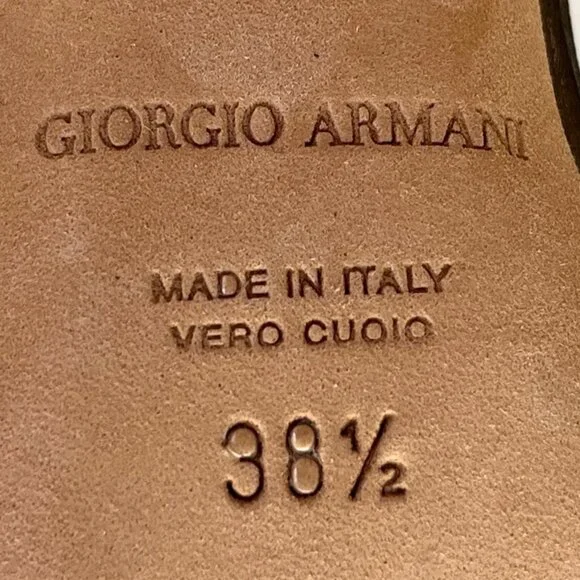 GIORGIO ARMANI
MADE IN ITALY
VERO CUOIO
38½